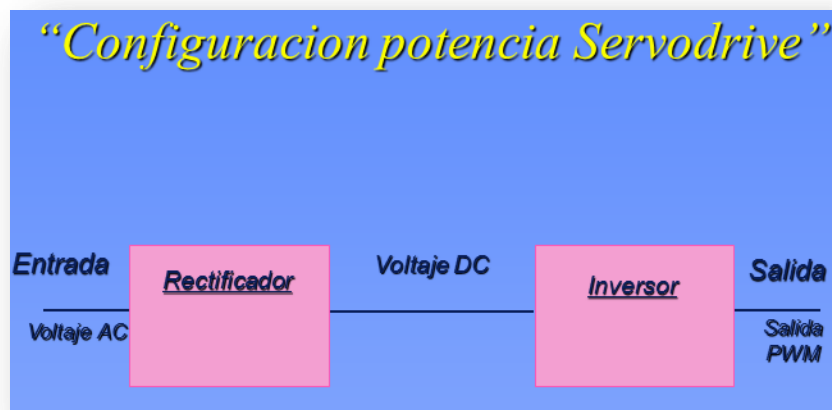 “Configuracion potencia Servodrive”
Entrada
Rectificador
Voltaje DC
Inversor
Salida
Voltaje AC
Salida
PWM